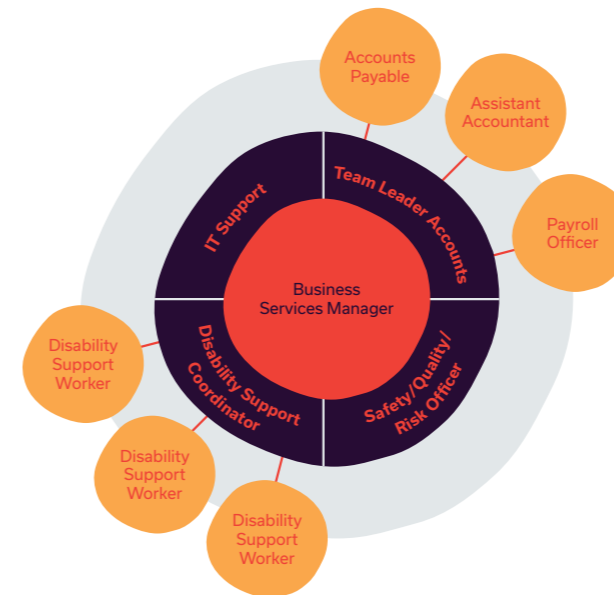 Accounts
Payable
Assistant
Accountant
Payroll
Officer
IT Support
Team Leader Accounts
Business
Services Manager
Disability Support
Coordinator
Safety/Quality/
Risk Officer
Disability
Support
Worker
Disability
Support
Worker
Disability
Support
Worker